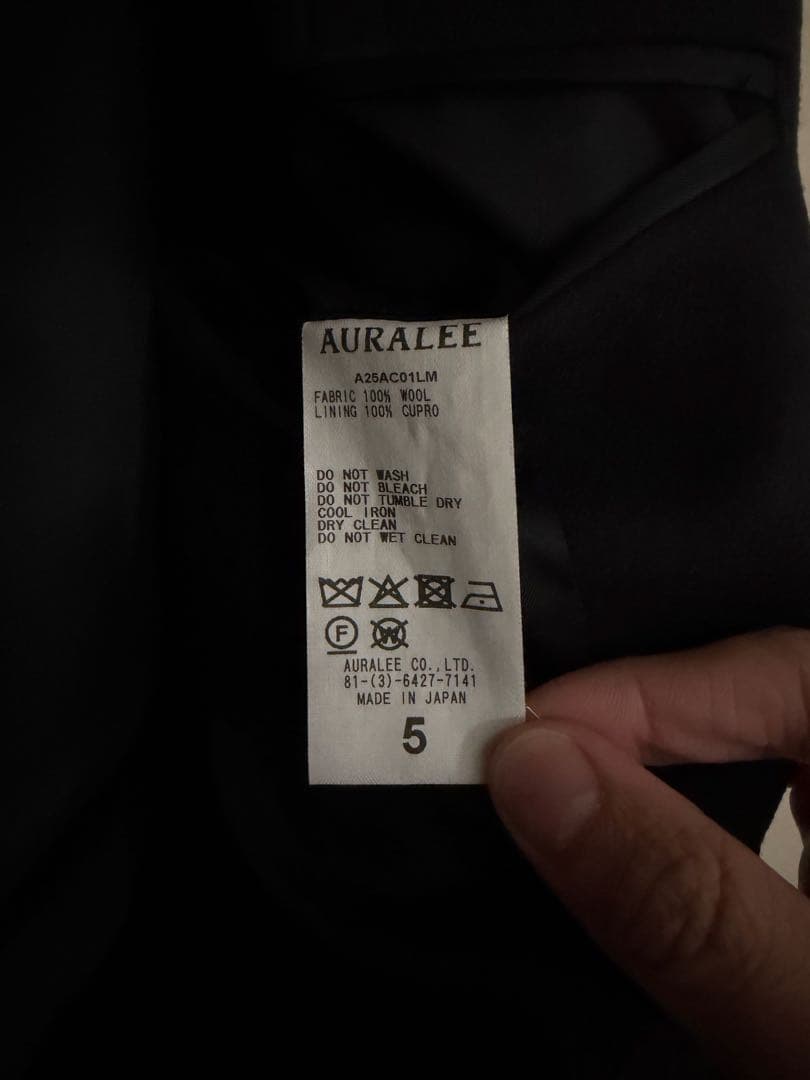 AURALEE
A25AC01LM
FABRIC 100% WOOL
LINING 100% CUPRO
DO NOT WASH
DO NOT BLEACH
DO NOT TUMBLE DRY
COOL IRON
DRY CLEAN
DO NOT WET CLEAN
F W
AURALEE CO.,LTD.
81-(3)-6427-7141
MADE IN JAPAN
5